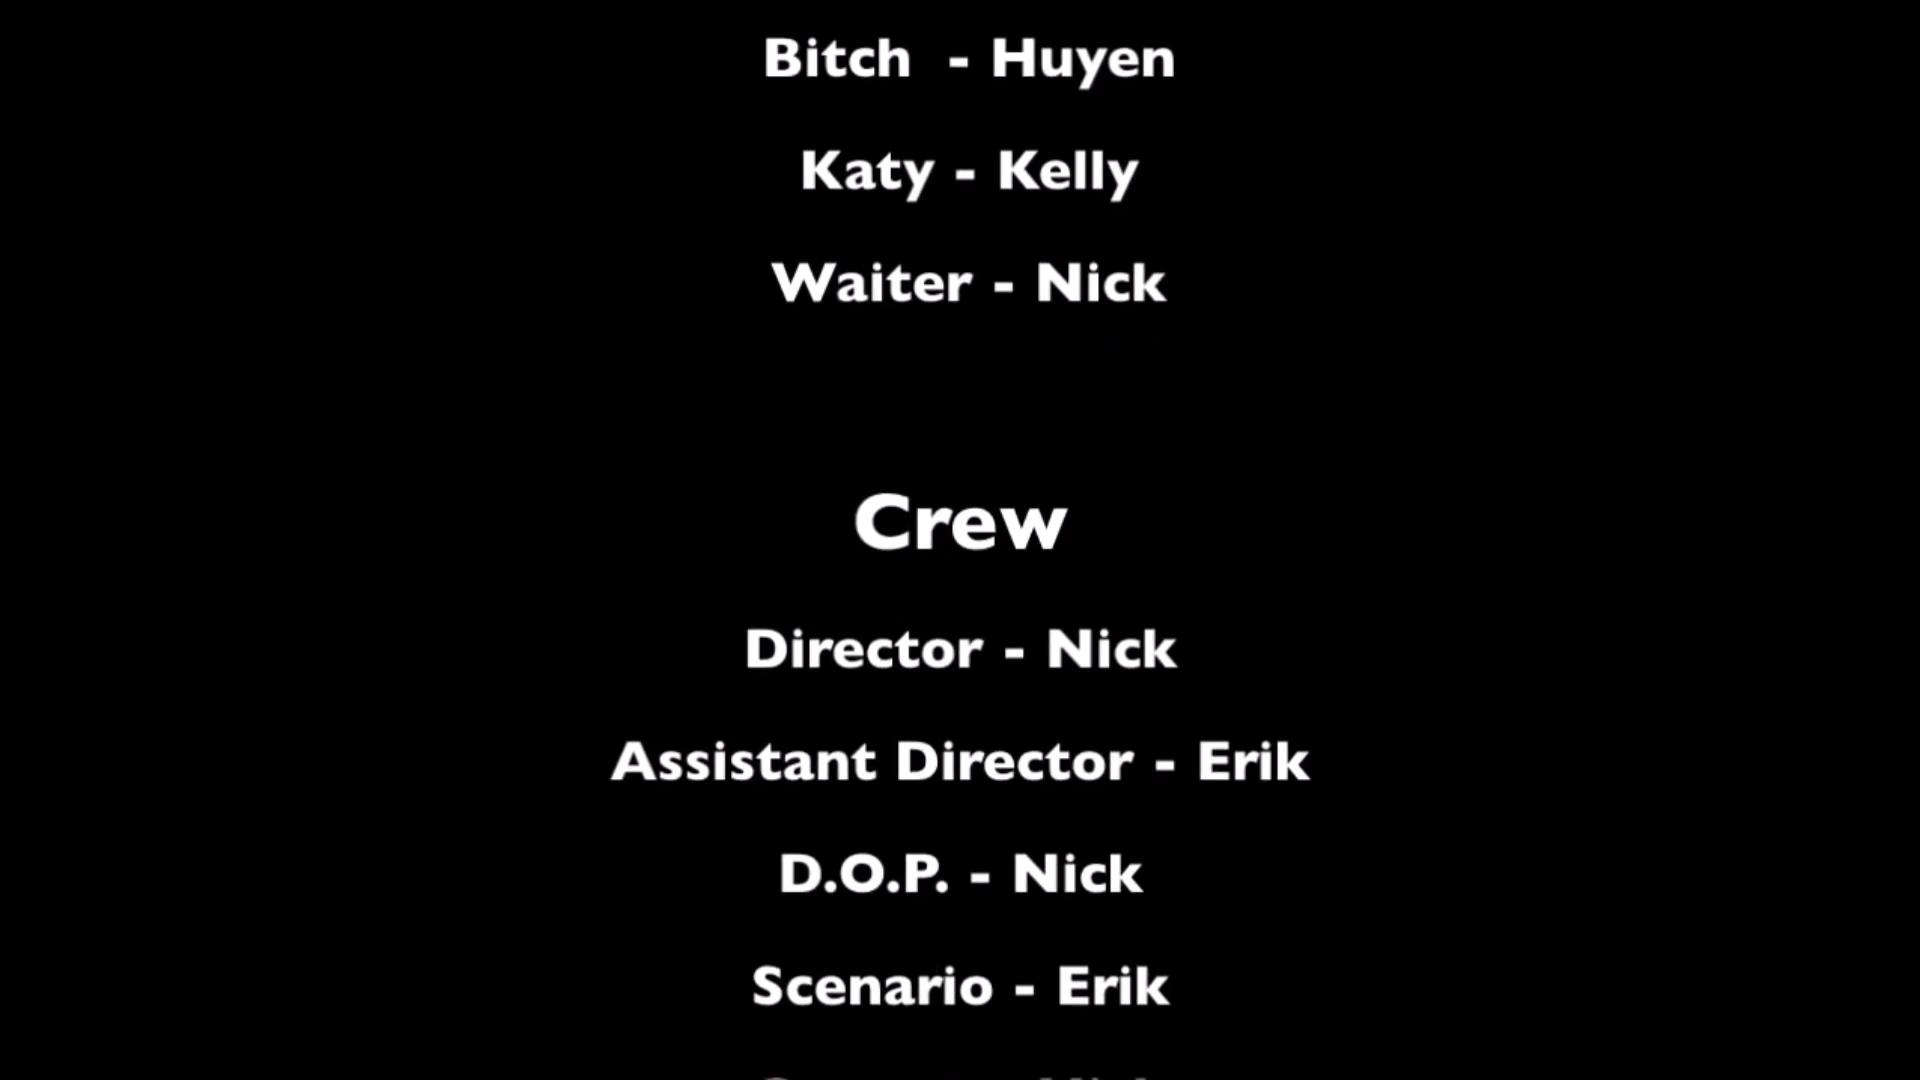 Bitch  - Huyen
Katy - Kelly
Waiter - Nick
Crew
Director - Nick
Assistant Director - Erik
D.O.P. - Nick
Scenario - Erik